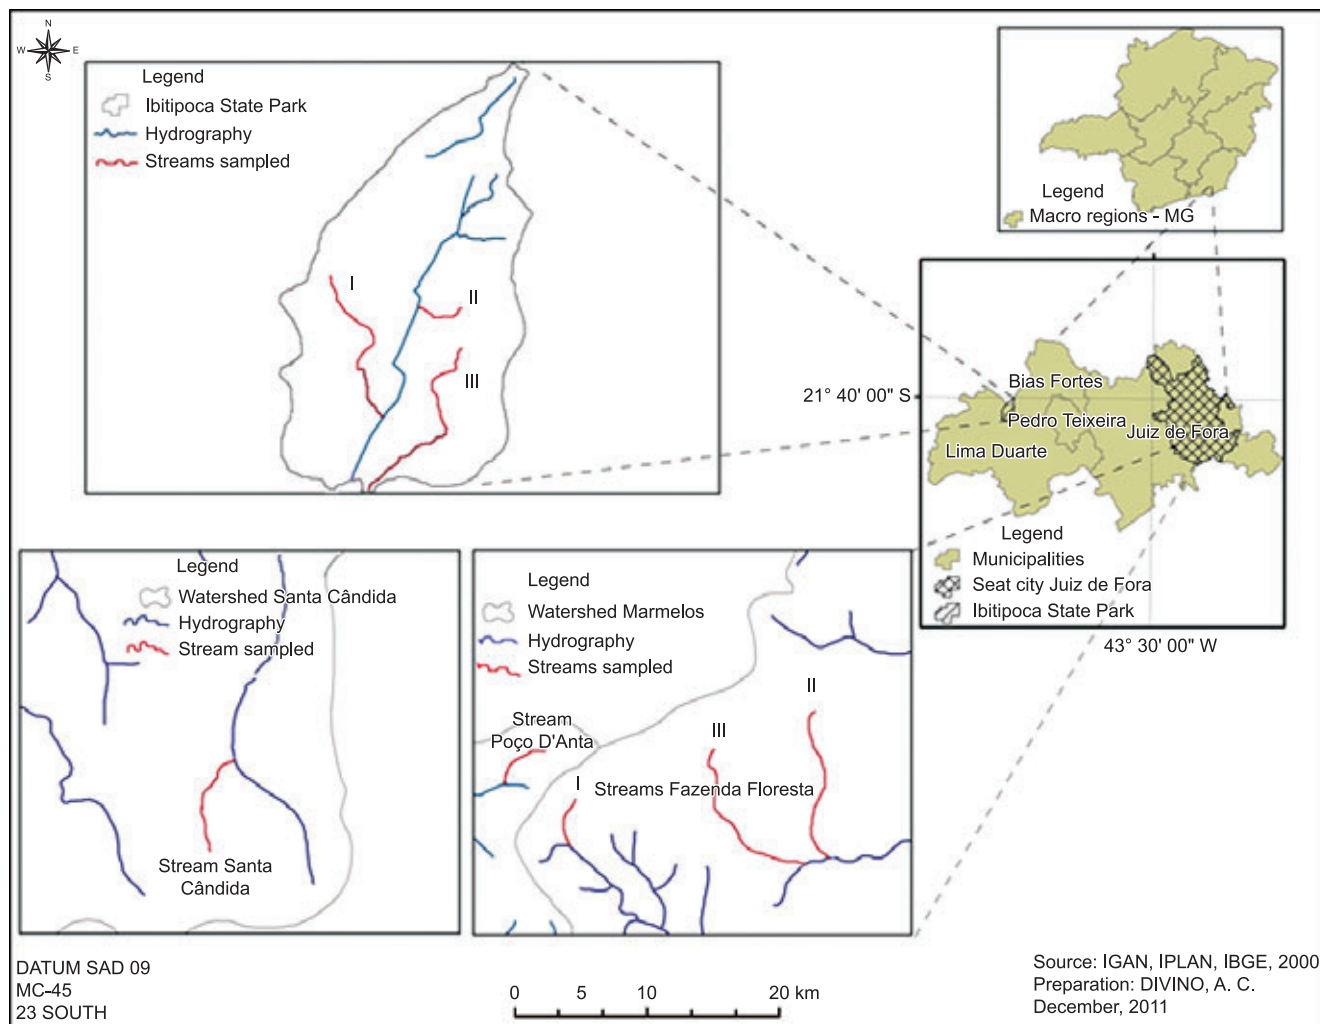 N
W E
S
Legend
Ibitipoca State Park
Hydrography
Streams sampled
I
II
III
Legend
Macro regions - MG
21° 40' 00" S
Bias Fortes
Pedro Teixeira
Juiz de Fora
Lima Duarte
Legend
Municipalities
Seat city Juiz de Fora
Ibitipoca State Park
43° 30' 00" W
Legend
Watershed Santa Cândida
Hydrography
Stream sampled
Stream Santa
Cândida
Legend
Watershed Marmelos
Hydrography
Streams sampled
II
III
Stream
Poço D'Anta
I
Streams Fazenda Floresta
DATUM SAD 09
MC-45
23 SOUTH
0 5 10 20 km
Source: IGAN, IPLAN, IBGE, 2000
Preparation: DIVINO, A. C.
December, 2011